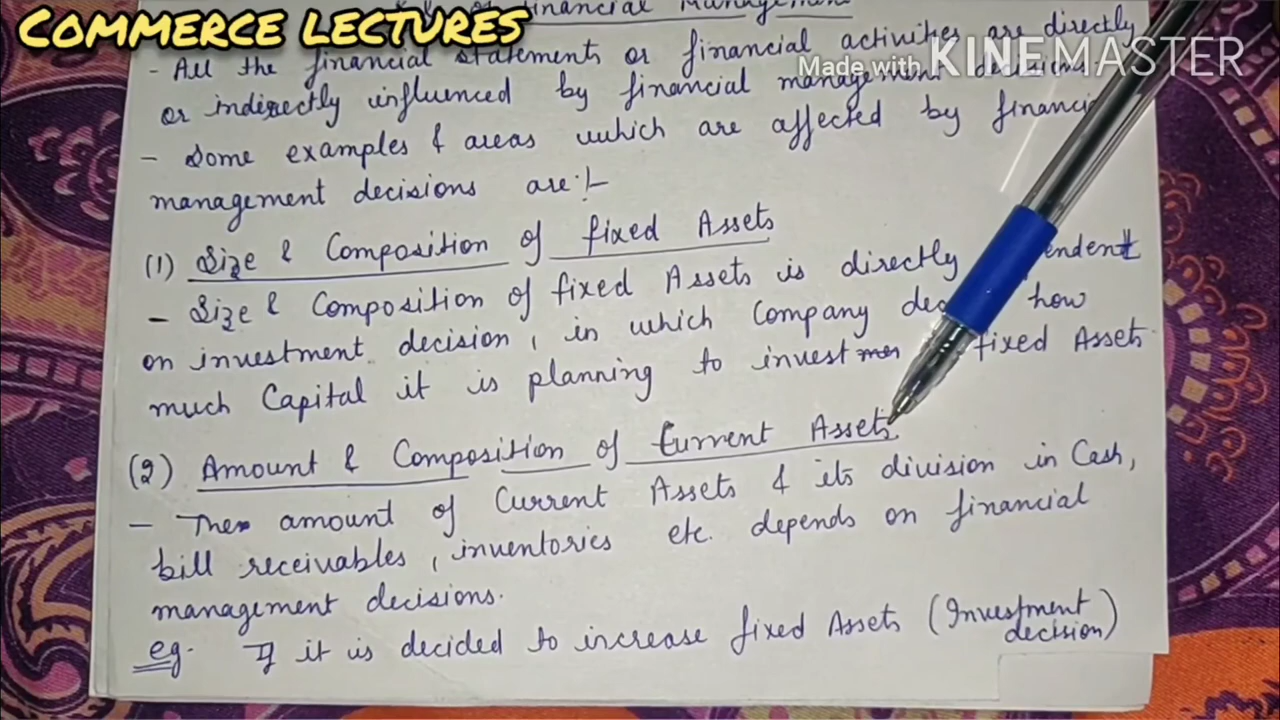 COMMERCE LECTURES
Made with KINEMASTER
of Financial Management
- All the financial statements or financial activities are directly
or indirectly influenced by financial management decisions
- Some examples & areas which are affected by
management decisions are:-
(1) Size & Composition of fixed Assets
- Size & Composition of fixed Assets is directly
on investment decision, in which Company how
much Capital it is planning to invest fixed Assets
(2) Amount & Composition of Current Assets
- The amount of Current Assets & its division in Cash,
bill receivables, inventories etc. depends on financial
management decisions.
eg. If it is decided to increase fixed Assets (Investment
decision)